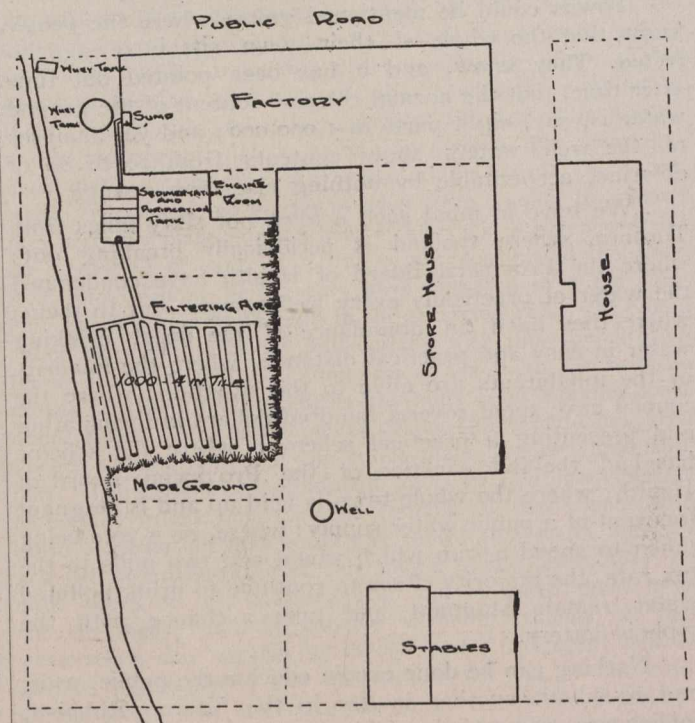 PUBLIC ROAD
WHEY TANK
FACTORY
WHEY
TANK
SUMP
SEDIMENTATION
AND
PURIFICATION
TANK
ENGINE
ROOM
FILTERING AREA
1000-4 IN. TILE
MADE GROUND
STORE HOUSE
HOUSE
WELL
STABLES